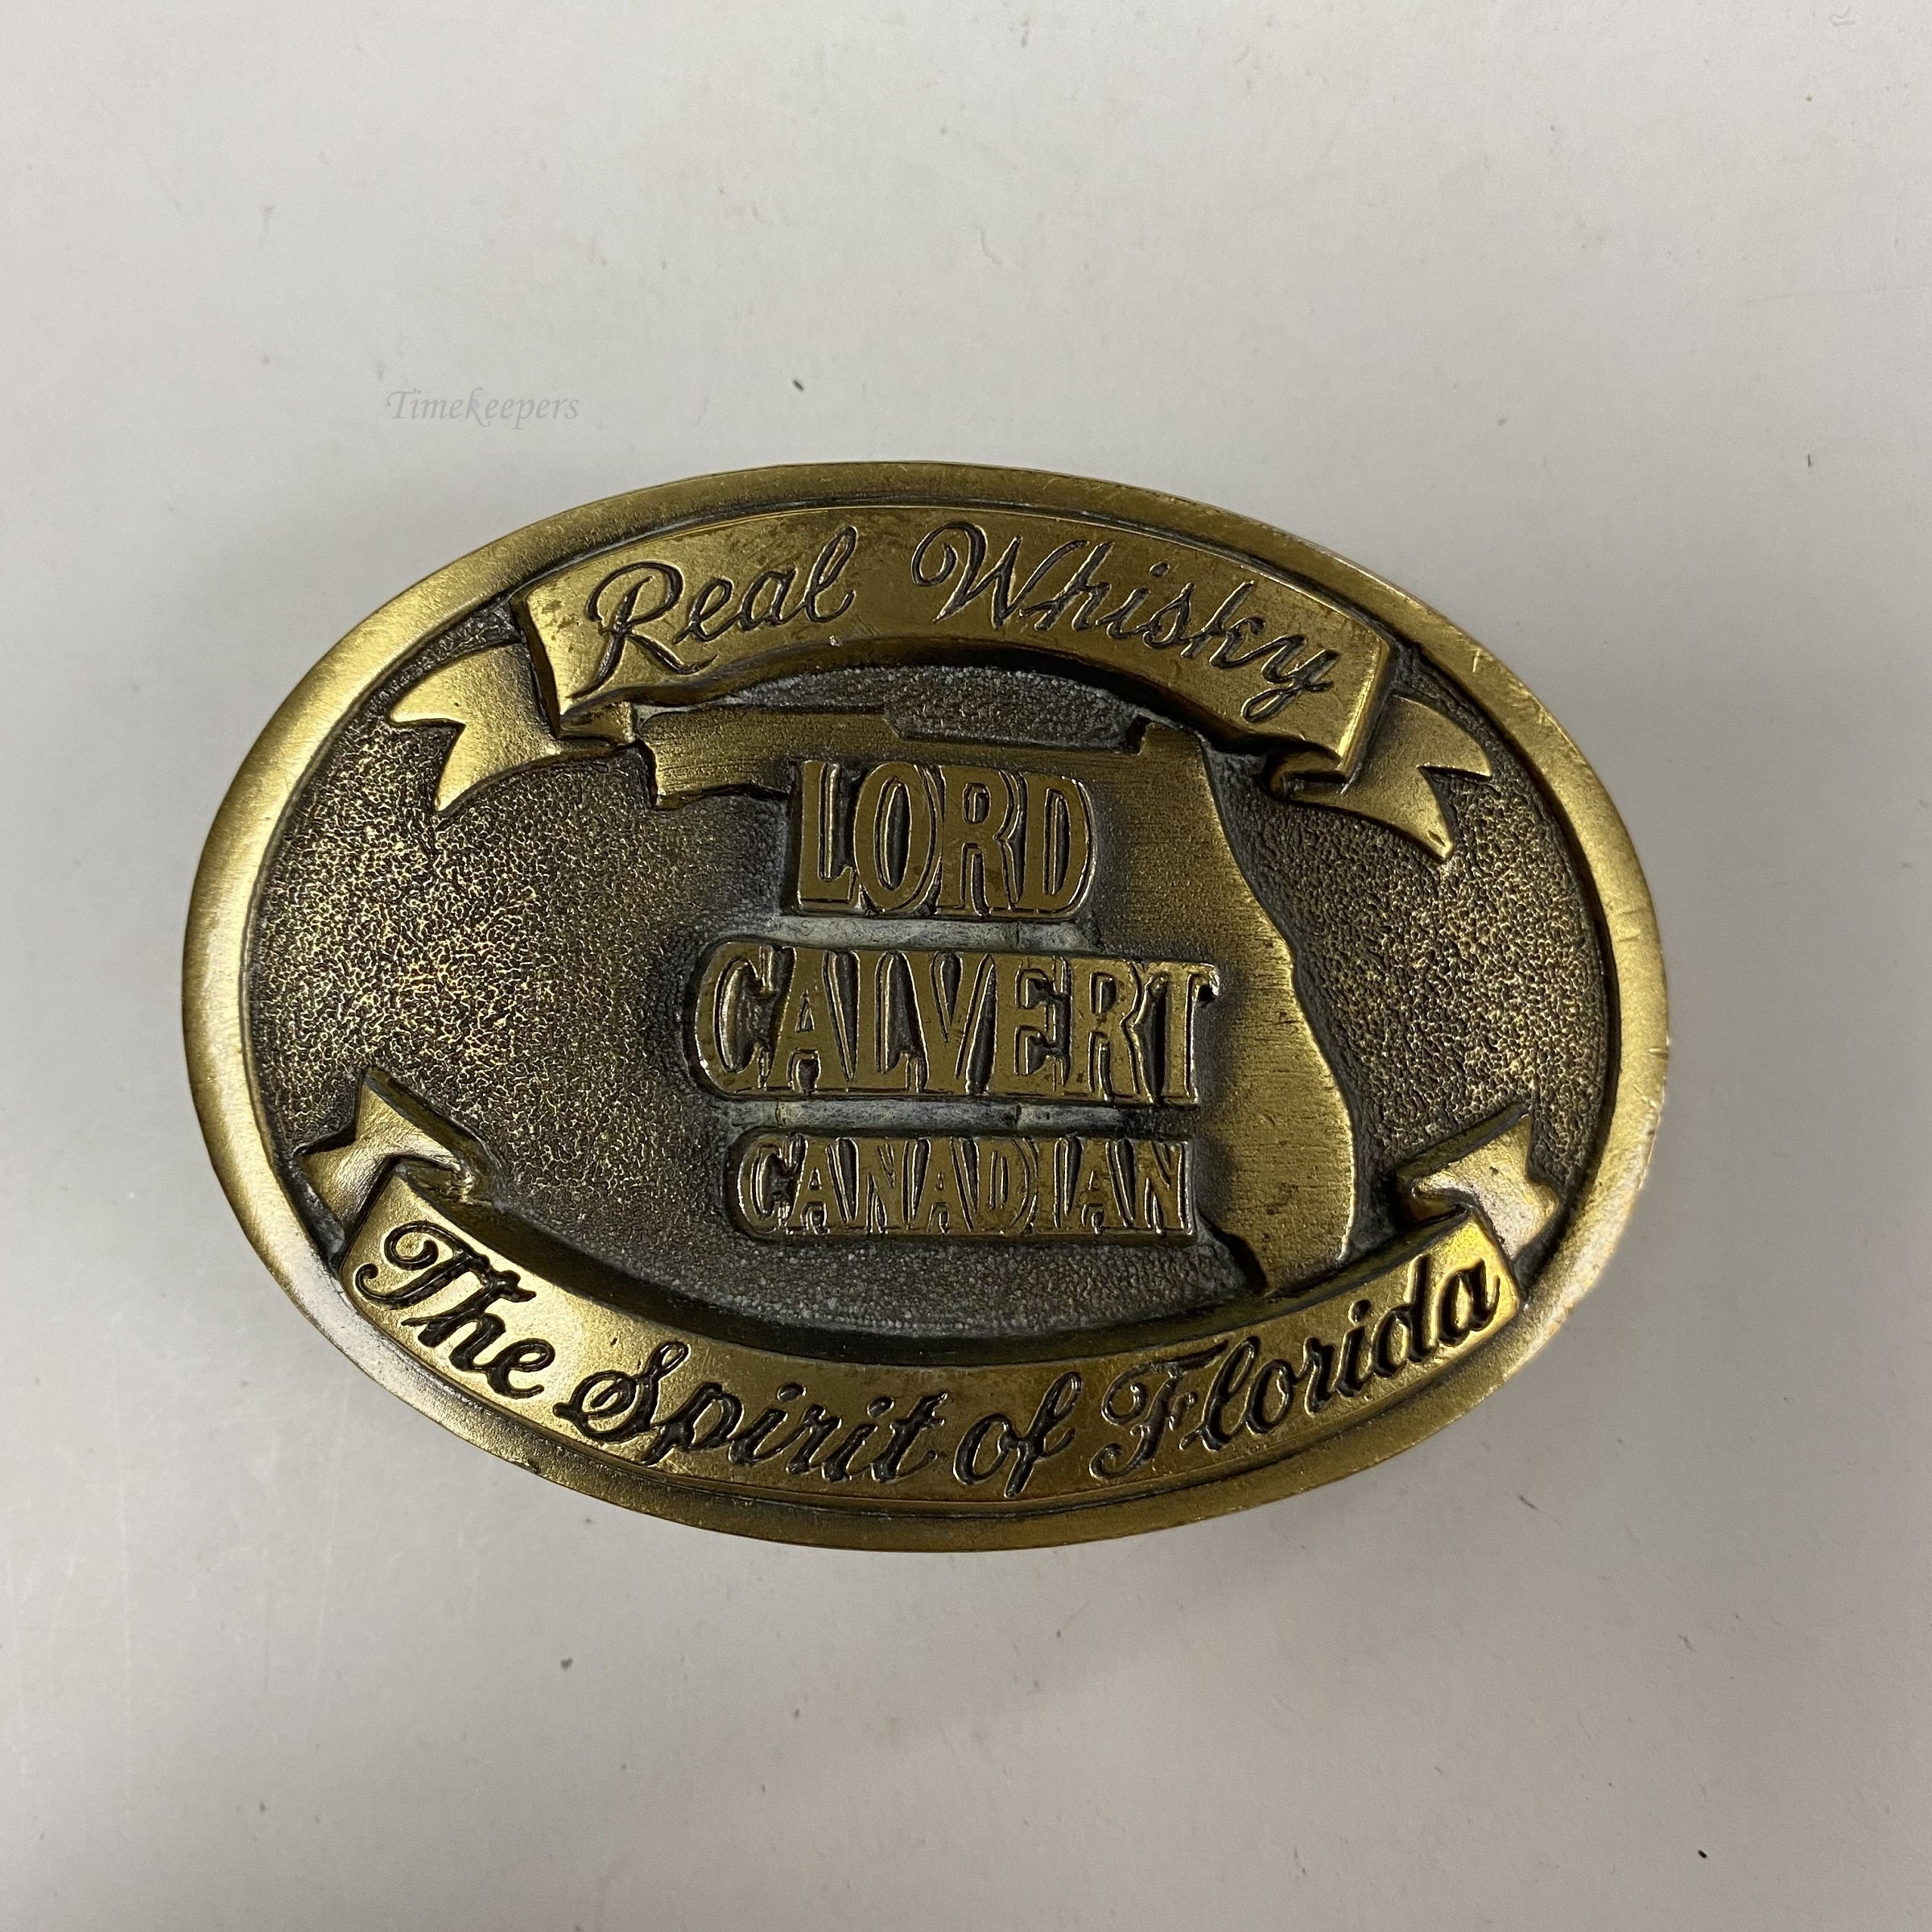 Timekeepers
Real Whisky
LORD
CALVERT
CANADIAN
The Spirit of Florida